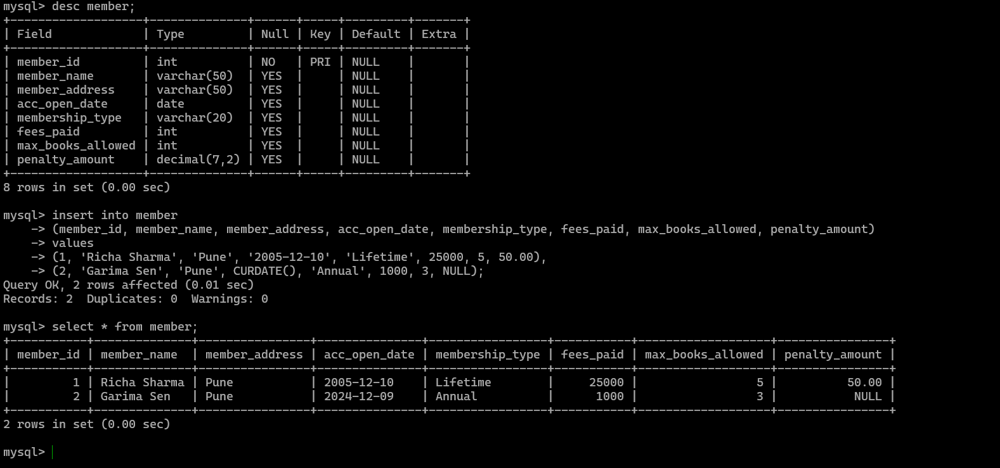 mysql> desc member;
+-------------------+--------------+------+-----+---------+-------+
| Field             | Type         | Null | Key | Default | Extra |
+-------------------+--------------+------+-----+---------+-------+
| member_id         | int          | NO   | PRI | NULL    |       |
| member_name       | varchar(50)  | YES  |     | NULL    |       |
| member_address    | varchar(50)  | YES  |     | NULL    |       |
| acc_open_date     | date         | YES  |     | NULL    |       |
| membership_type   | varchar(20)  | YES  |     | NULL    |       |
| fees_paid         | int          | YES  |     | NULL    |       |
| max_books_allowed | int          | YES  |     | NULL    |       |
| penalty_amount    | decimal(7,2) | YES  |     | NULL    |       |
+-------------------+--------------+------+-----+---------+-------+
8 rows in set (0.00 sec)

mysql> insert into member
    -> (member_id, member_name, member_address, acc_open_date, membership_type, fees_paid, max_books_allowed, penalty_amount)
    -> values
    -> (1, 'Richa Sharma', 'Pune', '2005-12-10', 'Lifetime', 25000, 5, 50.00),
    -> (2, 'Garima Sen', 'Pune', CURDATE(), 'Annual', 1000, 3, NULL);
Query OK, 2 rows affected (0.01 sec)
Records: 2  Duplicates: 0  Warnings: 0

mysql> select * from member;
+-----------+--------------+----------------+---------------+-----------------+-----------+-------------------+----------------+
| member_id | member_name  | member_address | acc_open_date | membership_type | fees_paid | max_books_allowed | penalty_amount |
+-----------+--------------+----------------+---------------+-----------------+-----------+-------------------+----------------+
|         1 | Richa Sharma | Pune           | 2005-12-10    | Lifetime        |     25000 |                 5 |          50.00 |
|         2 | Garima Sen   | Pune           | 2024-12-09    | Annual          |      1000 |                 3 |           NULL |
+-----------+--------------+----------------+---------------+-----------------+-----------+-------------------+----------------+
2 rows in set (0.00 sec)

mysql>